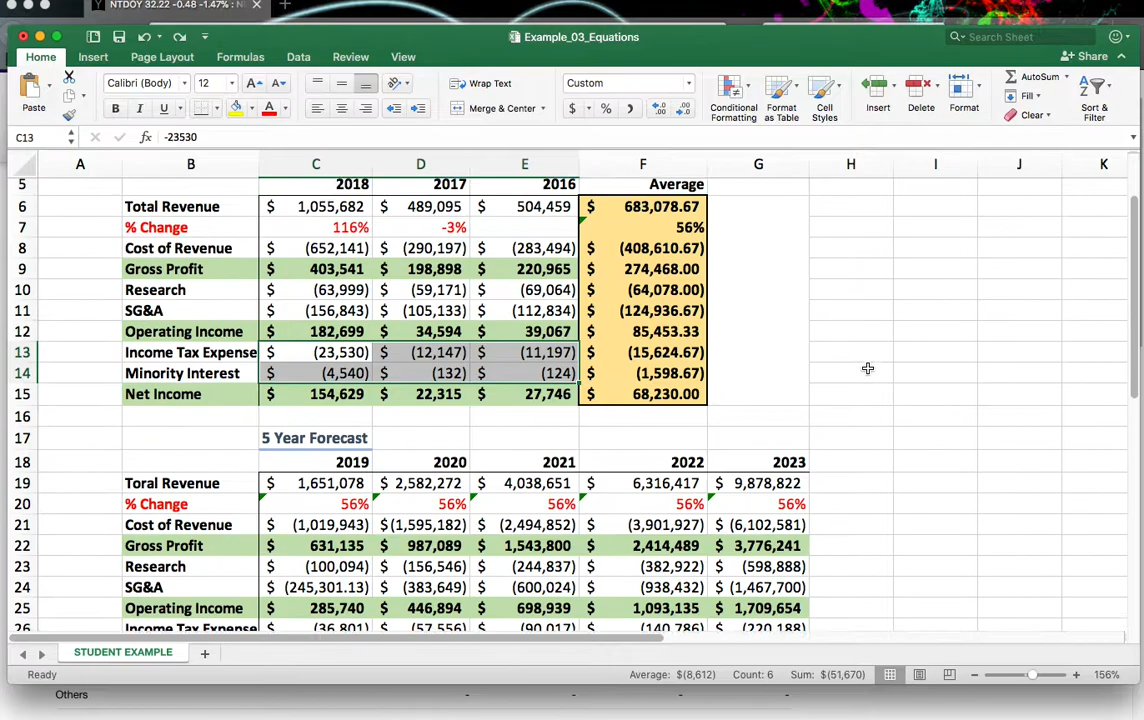 NTDOY 32.22 -0.48 -1.47%
Example_03_Equations
Search Sheet
Home Insert Page Layout Formulas Data Review View
Share
Paste
Calibri (Body) 12
B I U
Wrap Text
Merge & Center
Custom
$ %
Conditional Formatting
Format as Table
Cell Styles
Insert
Delete
Format
AutoSum
Fill
Clear
Sort & Filter
C13 fx -23530
A B C D E F G H I J K
5 2018 2017 2016 Average
6 Total Revenue $ 1,055,682 $ 489,095 $ 504,459 $ 683,078.67
7 % Change 116% -3% 56%
8 Cost of Revenue $ (652,141) $ (290,197) $ (283,494) $ (408,610.67)
9 Gross Profit $ 403,541 $ 198,898 $ 220,965 $ 274,468.00
10 Research $ (63,999) $ (59,171) $ (69,064) $ (64,078.00)
11 SG&A $ (156,843) $ (105,133) $ (112,834) $ (124,936.67)
12 Operating Income $ 182,699 $ 34,594 $ 39,067 $ 85,453.33
13 Income Tax Expense $ (23,530) $ (12,147) $ (11,197) $ (15,624.67)
14 Minority Interest $ (4,540) $ (132) $ (124) $ (1,598.67)
15 Net Income $ 154,629 $ 22,315 $ 27,746 $ 68,230.00
16
17 5 Year Forecast
18 2019 2020 2021 2022 2023
19 Toral Revenue $ 1,651,078 $ 2,582,272 $ 4,038,651 $ 6,316,417 $ 9,878,822
20 % Change 56% 56% 56% 56% 56%
21 Cost of Revenue $ (1,019,943) $ (1,595,182) $ (2,494,852) $ (3,901,927) $ (6,102,581)
22 Gross Profit $ 631,135 $ 987,089 $ 1,543,800 $ 2,414,489 $ 3,776,241
23 Research $ (100,094) $ (156,546) $ (244,837) $ (382,922) $ (598,888)
24 SG&A $ (245,301.13) $ (383,649) $ (600,024) $ (938,432) $ (1,467,700)
25 Operating Income $ 285,740 $ 446,894 $ 698,939 $ 1,093,135 $ 1,709,654
26 Income Tax Expense $ (36,801) $ (57,556) $ (90,017) $ (140,786) $ (220,188)
STUDENT EXAMPLE
Ready Average: $(8,612) Count: 6 Sum: $(51,670) 156%
Others - - - -